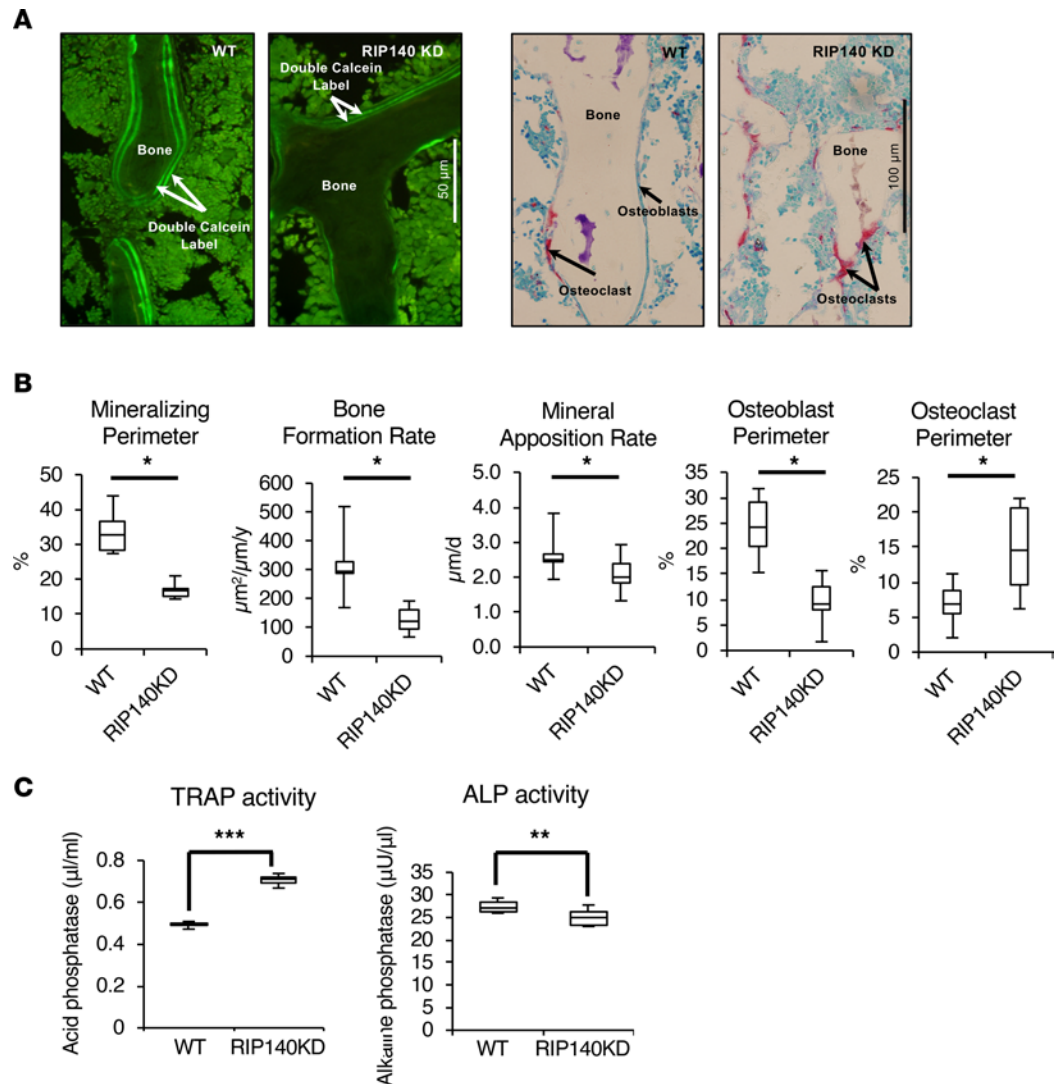 A
WT
Bone
Double Calcein
Label
RIP140 KD
Double Calcein
Label
Bone
50 µm
WT
Bone
Osteoblasts
Osteoclast
RIP140 KD
Bone
Osteoclasts
100 µm
B
Mineralizing
Perimeter
*
%
50
40
30
20
10
0
WT
RIP140KD
Bone
Formation Rate
*
µm²/µm/y
600
500
400
300
200
100
0
WT
RIP140KD
Mineral
Apposition Rate
*
µm/d
5.0
4.0
3.0
2.0
1.0
0.0
WT
RIP140KD
Osteoblast
Perimeter
*
%
35
30
25
20
15
10
5
0
WT
RIP140KD
Osteoclast
Perimeter
*
%
25
20
15
10
5
0
WT
RIP140KD
C
TRAP activity
***
Acid phosphatase (µl/ml)
0.8
0.6
0.4
0.2
0
WT
RIP140KD
ALP activity
**
Alkaline phosphatase (µU/µl)
35
30
25
20
15
10
5
0
WT
RIP140KD